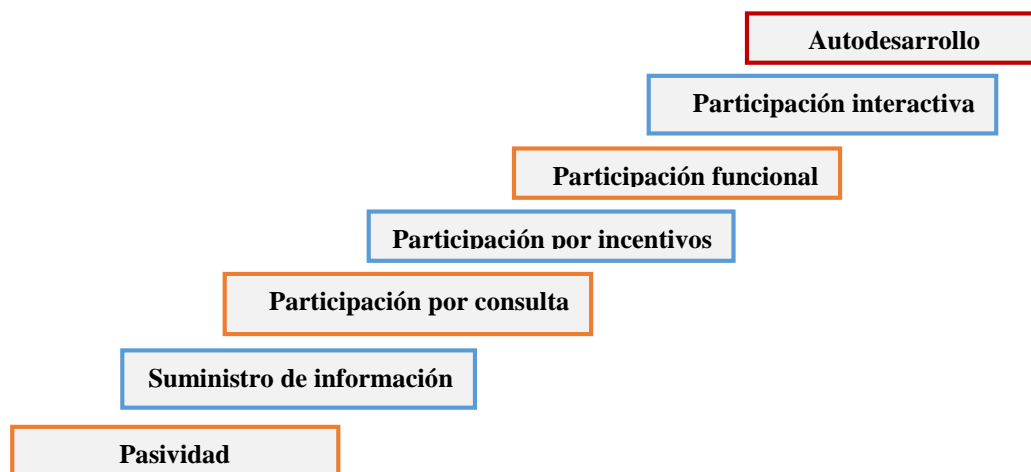 Autodesarrollo
Participación interactiva
Participación funcional
Participación por incentivos
Participación por consulta
Suministro de información
Pasividad